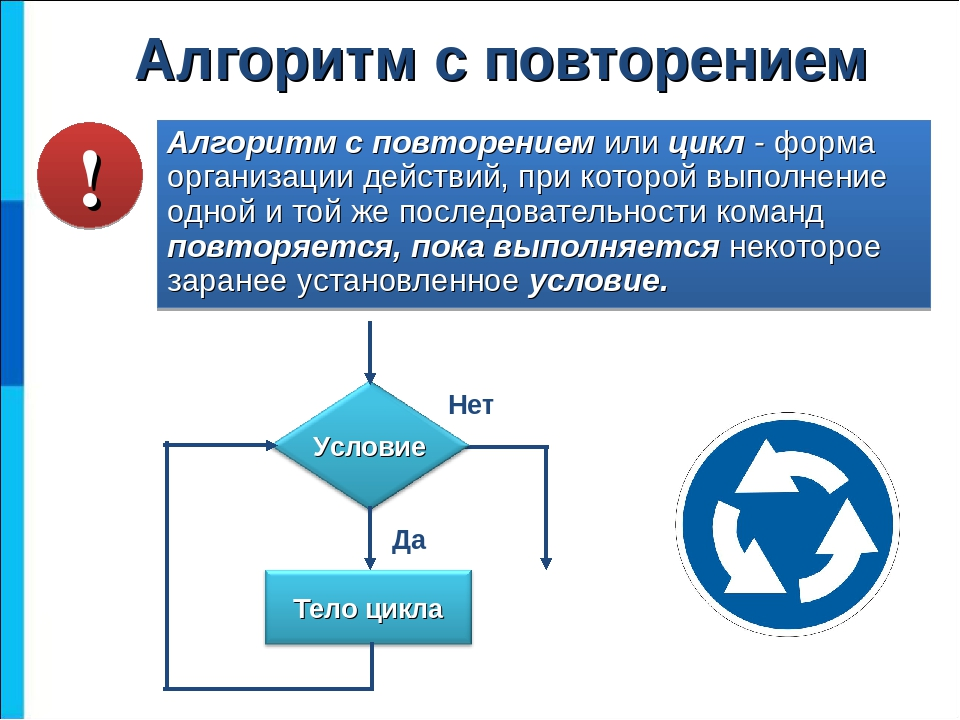 Алгоритм с повторением
!
Алгоритм с повторением или цикл - форма
организации действий, при которой выполнение
одной и той же последовательности команд
повторяется, пока выполняется некоторое
заранее установленное условие.
Нет
Условие
Да
Тело цикла